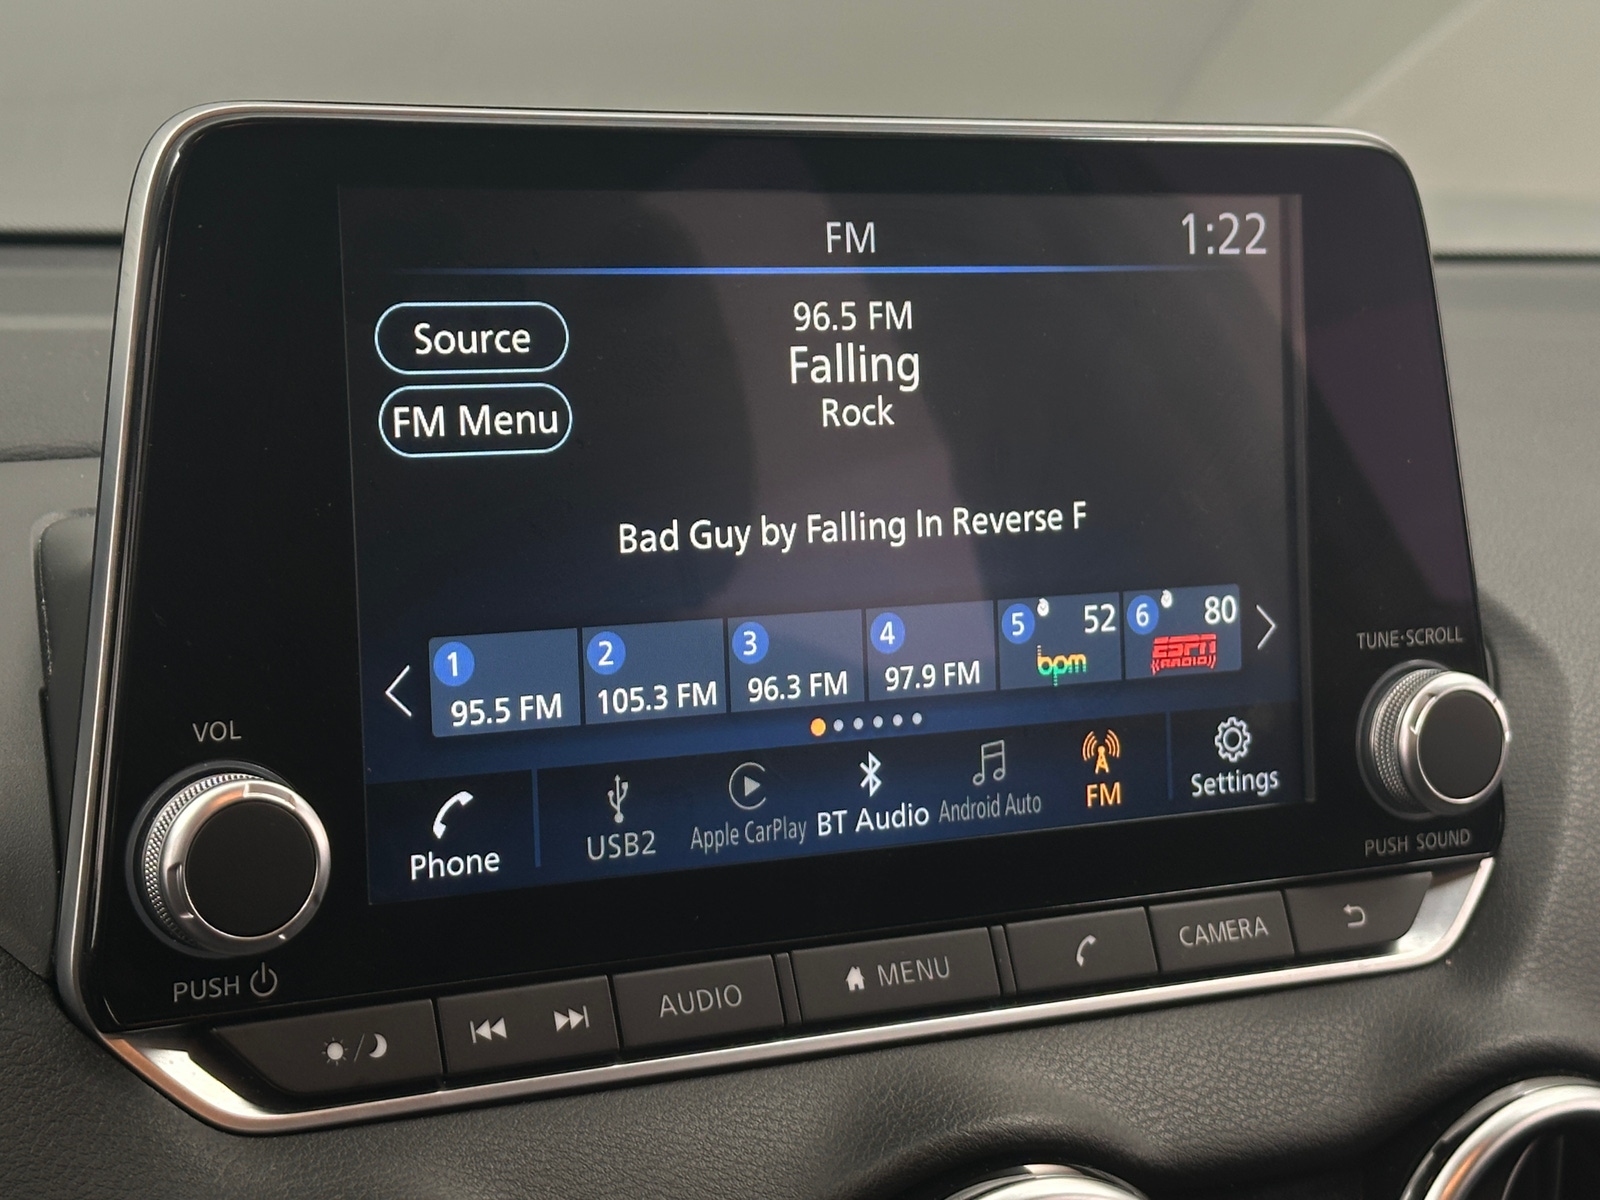 FM
1:22
Source
96.5 FM
Falling
FM Menu
Rock
Bad Guy by Falling In Reverse F
1
95.5 FM
2
105.3 FM
3
96.3 FM
4
97.9 FM
5
52
bpm
6
80
ESPN
RADIO
TUNE·SCROLL
VOL
Phone
USB2
Apple CarPlay
BT Audio
Android Auto
FM
Settings
PUSH
PUSH SOUND
AUDIO
MENU
CAMERA